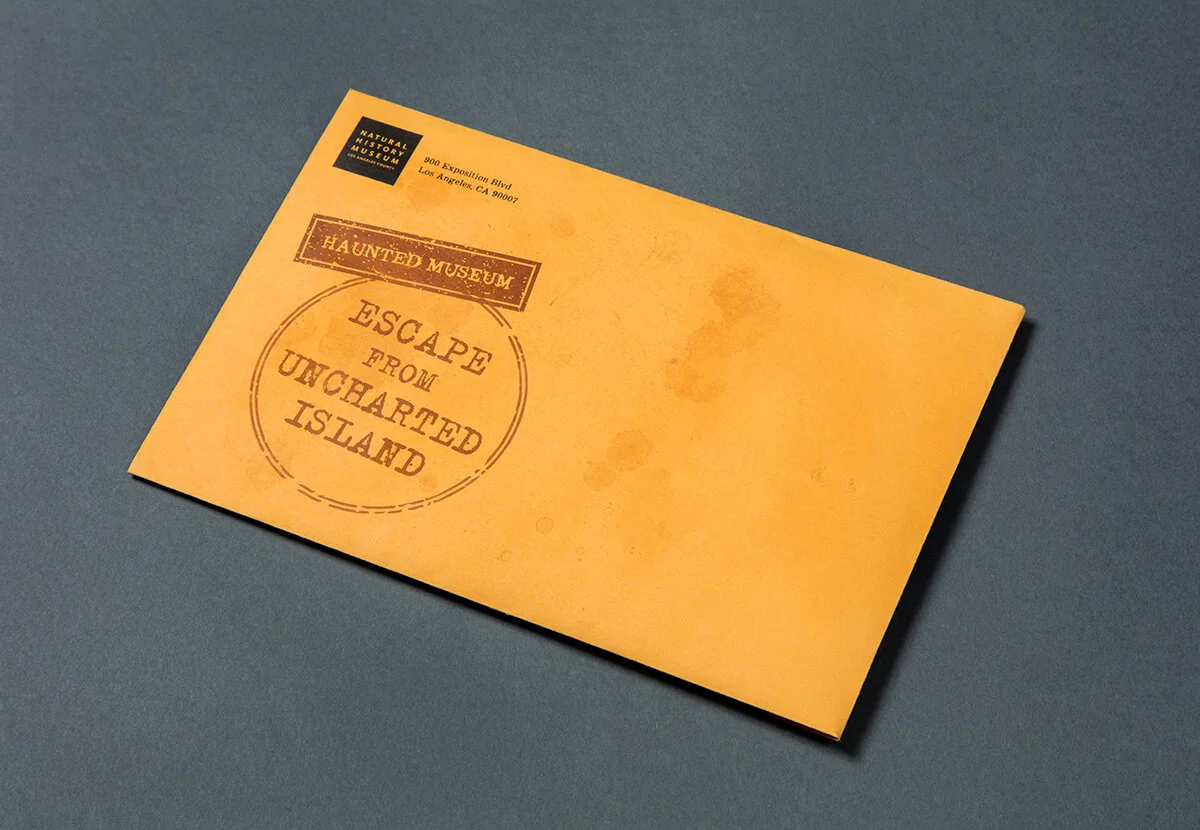 NATURAL
HISTORY
MUSEUM
LOS ANGELES COUNTY
900 Exposition Blvd
Los Angeles, CA 90007
HAUNTED MUSEUM
ESCAPE
FROM
UNCHARTED
ISLAND